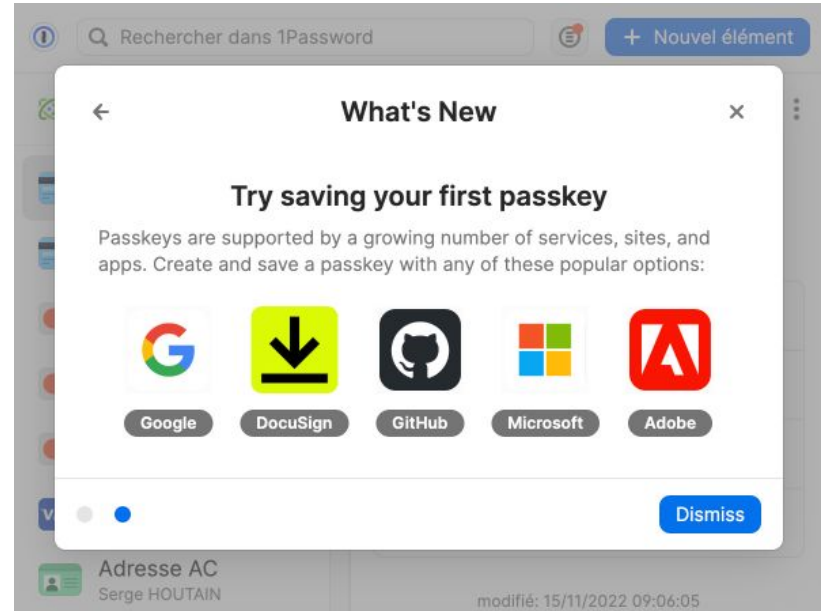 Rechercher dans 1Password
+ Nouvel élément
What's New
Try saving your first passkey
Passkeys are supported by a growing number of services, sites, and
apps. Create and save a passkey with any of these popular options:
Google DocuSign GitHub Microsoft Adobe
Dismiss
Adresse AC
Serge HOUTAIN
modifié: 15/11/2022 09:06:05